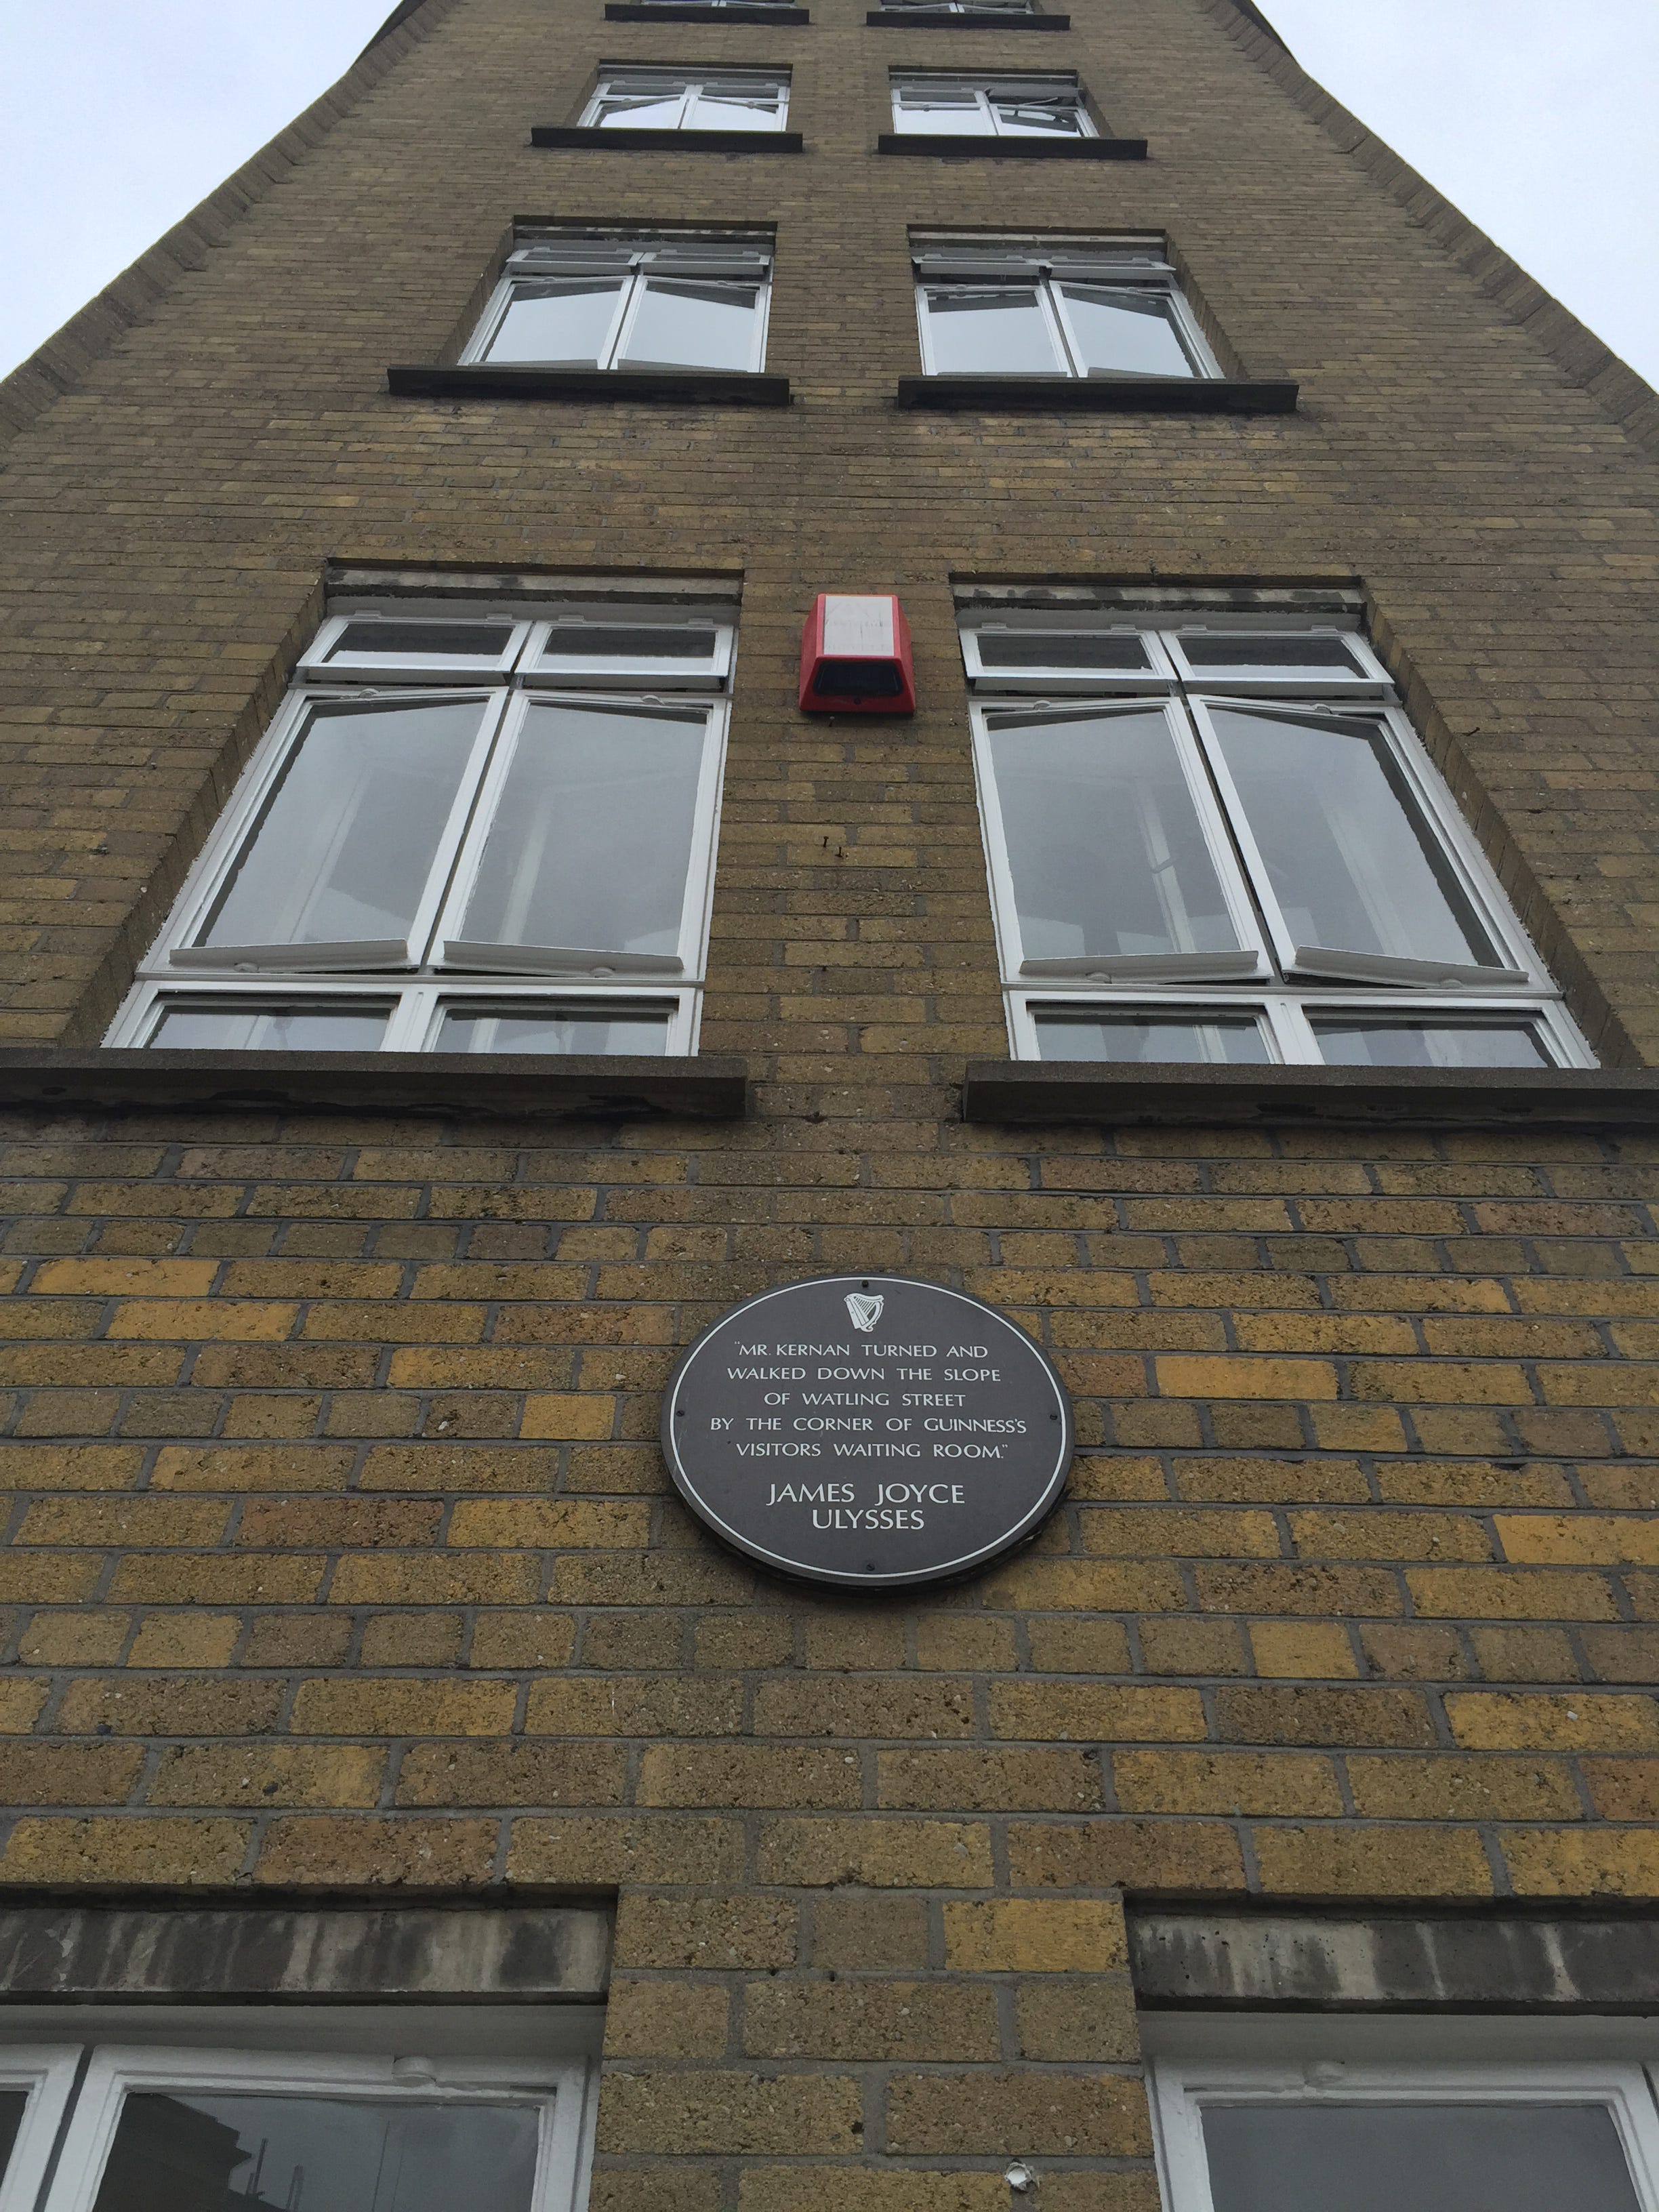 "MR. KERNAN TURNED AND
WALKED DOWN THE SLOPE
OF WATLING STREET
BY THE CORNER OF GUINNESS'S
VISITORS WAITING ROOM."
JAMES JOYCE
ULYSSES